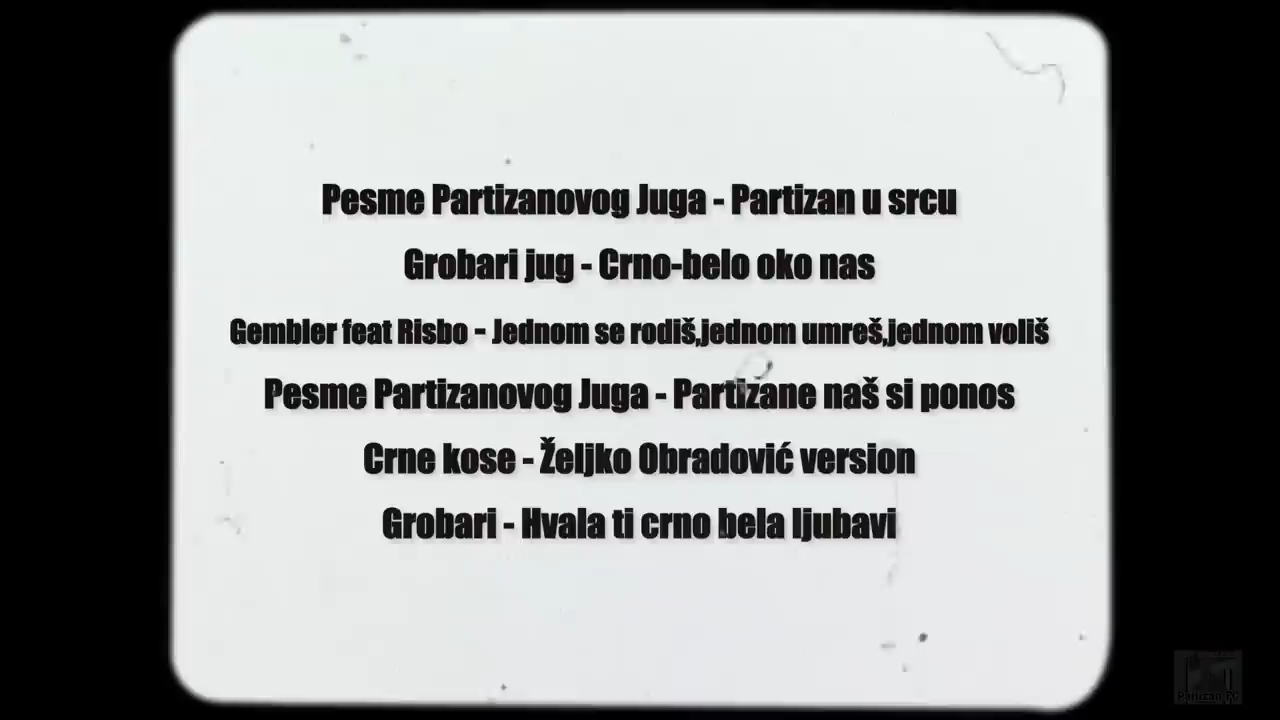 Pesme Partizanovog Juga - Partizan u srcu
Grobari jug - Crno-belo oko nas
Gembler feat Risbo - Jednom se rodiš,jednom umreš,jednom voliš
Pesme Partizanovog Juga - Partizane naš si ponos
Crne kose - Željko Obradović version
Grobari - Hvala ti crno bela ljubavi
Partizan FC